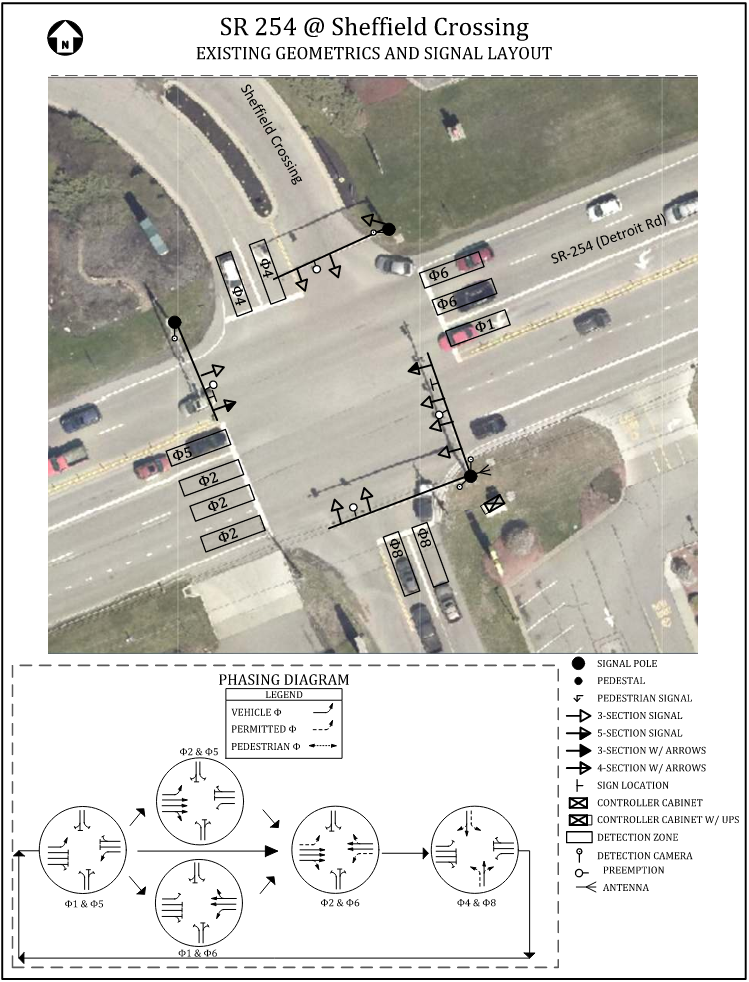 SR 254 @ Sheffield Crossing
EXISTING GEOMETRICS AND SIGNAL LAYOUT
N
Sheffield Crossing
SR-254 (Detroit Rd)
Φ4
Φ4
Φ6
Φ6
Φ1
Φ5
Φ2
Φ2
Φ2
Φ8
Φ8
SIGNAL POLE
PEDESTAL
PEDESTRIAN SIGNAL
3-SECTION SIGNAL
5-SECTION SIGNAL
3-SECTION W/ ARROWS
4-SECTION W/ ARROWS
SIGN LOCATION
CONTROLLER CABINET
CONTROLLER CABINET W/ UPS
DETECTION ZONE
DETECTION CAMERA
PREEMPTION
ANTENNA
PHASING DIAGRAM
LEGEND
VEHICLE Φ
PERMITTED Φ
PEDESTRIAN Φ
Φ2 & Φ5
Φ1 & Φ5
Φ2 & Φ6
Φ4 & Φ8
Φ1 & Φ6